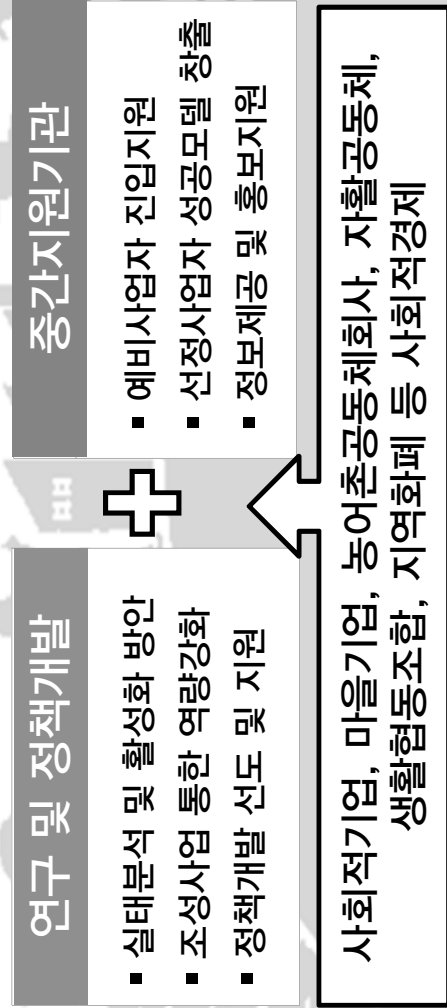 연구 및 정책개발
▪ 실태분석 및 활성화 방안
▪ 조성사업 통한 역량강화
▪ 정책개발 선도 및 지원
중간지원기관
▪ 예비사업자 진입지원
▪ 선정사업자 성공모델 창출
▪ 정보제공 및 홍보지원
사회적기업, 마을기업, 농어촌공동체회사, 자활공동체,
생활협동조합, 지역화폐 등 사회적경제